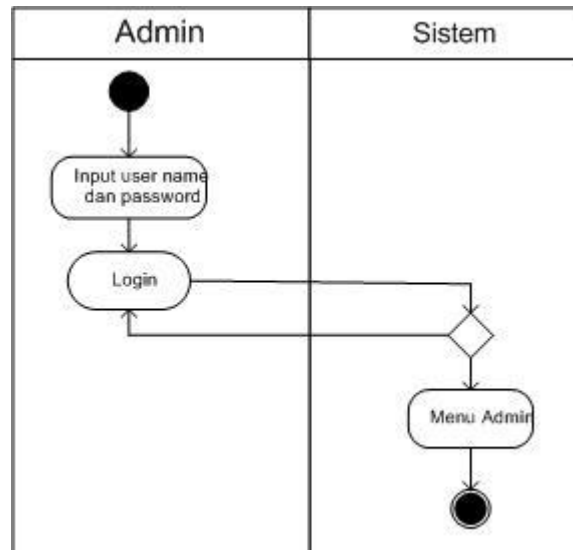 Admin
Sistem
Input user name
dan password
Login
Menu Admin